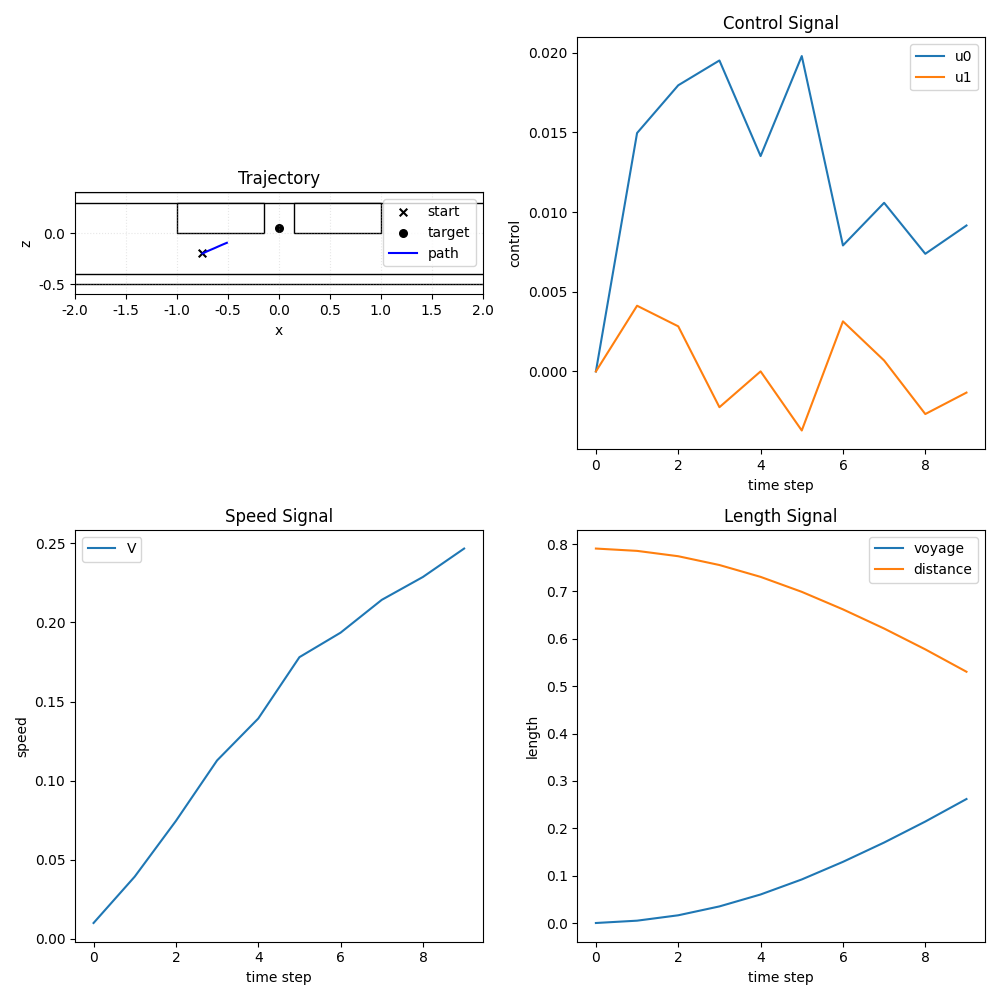 Trajectory
0.0
-0.5
z
-2.0 -1.5 -1.0 -0.5 0.0 0.5 1.0 1.5 2.0
x
start
target
path
Control Signal
0.020
0.015
0.010
0.005
0.000
control
0 2 4 6 8
time step
u0
u1
Speed Signal
0.25
0.20
0.15
0.10
0.05
0.00
speed
0 2 4 6 8
time step
V
Length Signal
0.8
0.7
0.6
0.5
0.4
0.3
0.2
0.1
0.0
length
0 2 4 6 8
time step
voyage
distance